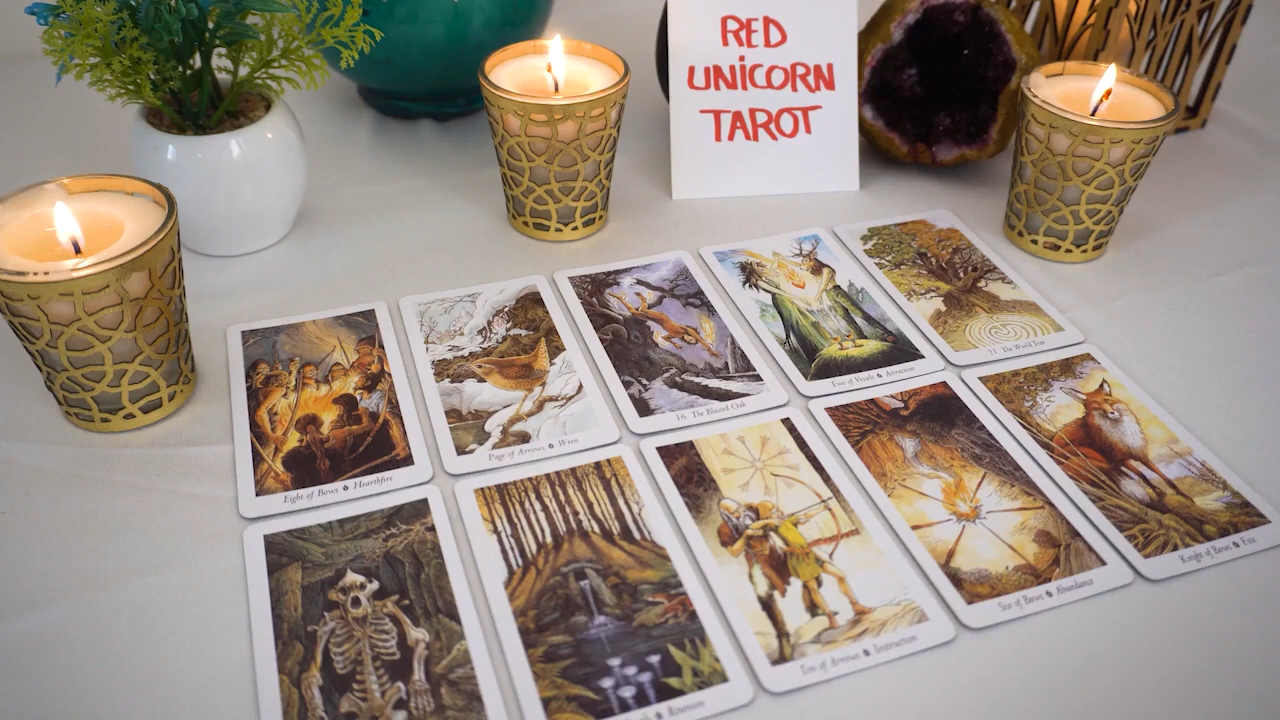 RED
UNiCORN
TAROT
Eight of Bows Hearthfire
Page of Arrows Wren
16 The Blasted Oak
Two of Vessels Attraction
21 The World Tree
Ten of Arrows Instruction
Six of Bows Abundance
Knight of Bows Fox